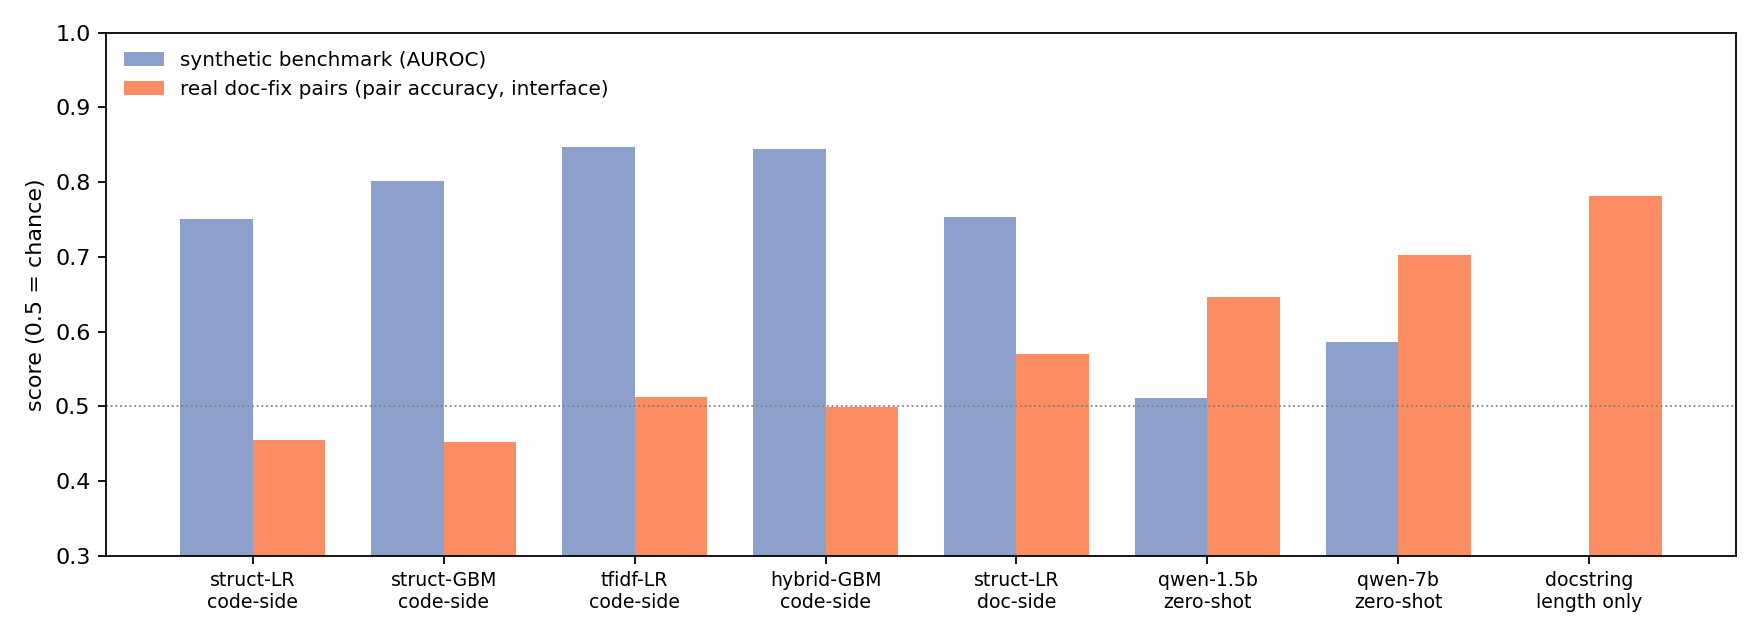 synthetic benchmark (AUROC)
real doc-fix pairs (pair accuracy, interface)
score (0.5 = chance)
1.0
0.9
0.8
0.7
0.6
0.5
0.4
0.3
struct-LR
code-side
struct-GBM
code-side
tfidf-LR
code-side
hybrid-GBM
code-side
struct-LR
doc-side
qwen-1.5b
zero-shot
qwen-7b
zero-shot
docstring
length only